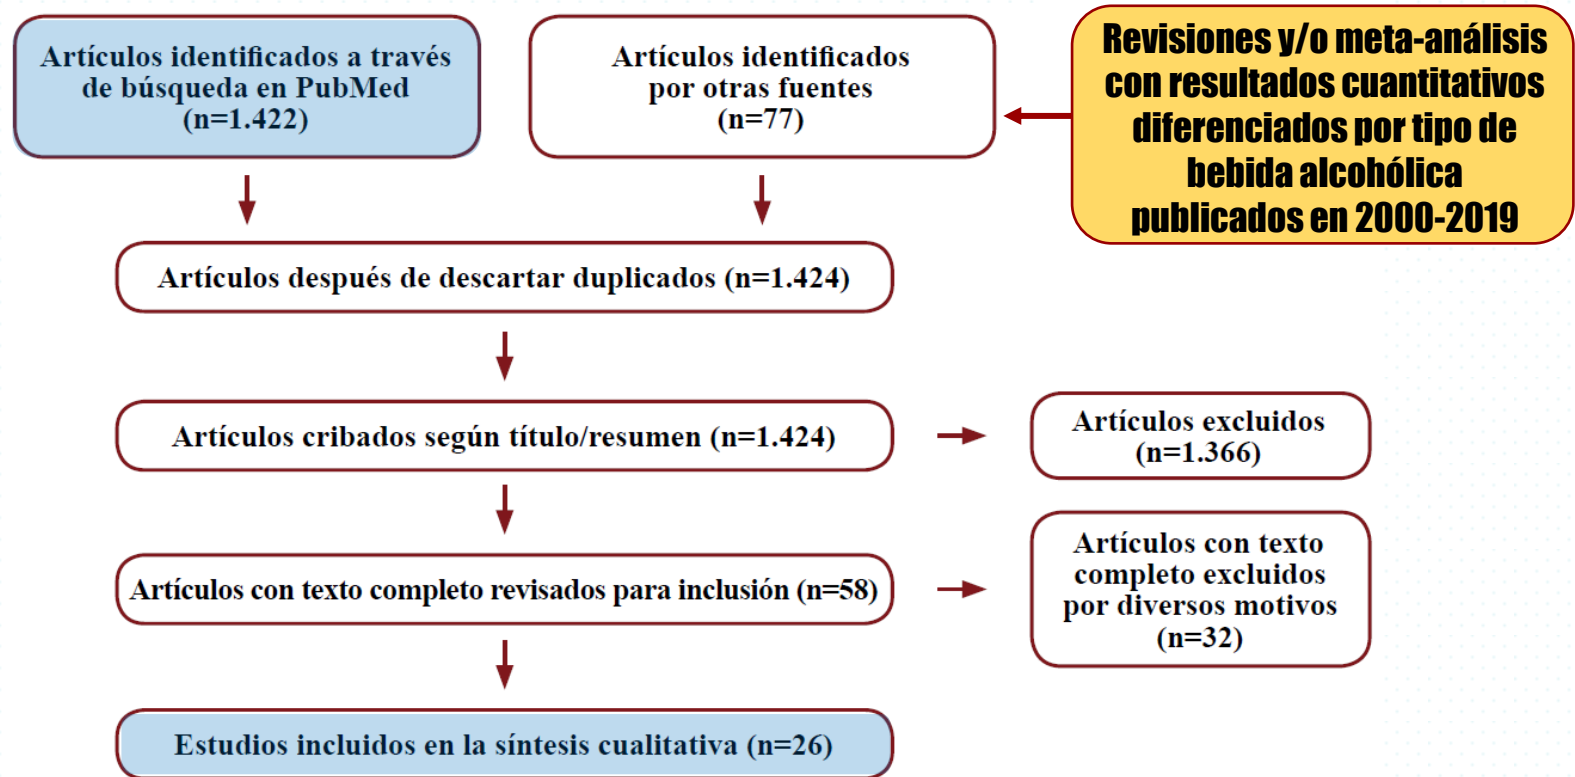 Artículos identificados a través
de búsqueda en PubMed
(n=1.422)
Artículos identificados
por otras fuentes
(n=77)
Revisiones y/o meta-análisis
con resultados cuantitativos
diferenciados por tipo de
bebida alcohólica
publicados en 2000-2019
Artículos después de descartar duplicados (n=1.424)
Artículos cribados según título/resumen (n=1.424)
Artículos excluidos
(n=1.366)
Artículos con texto completo revisados para inclusión (n=58)
Artículos con texto
completo excluidos
por diversos motivos
(n=32)
Estudios incluidos en la síntesis cualitativa (n=26)